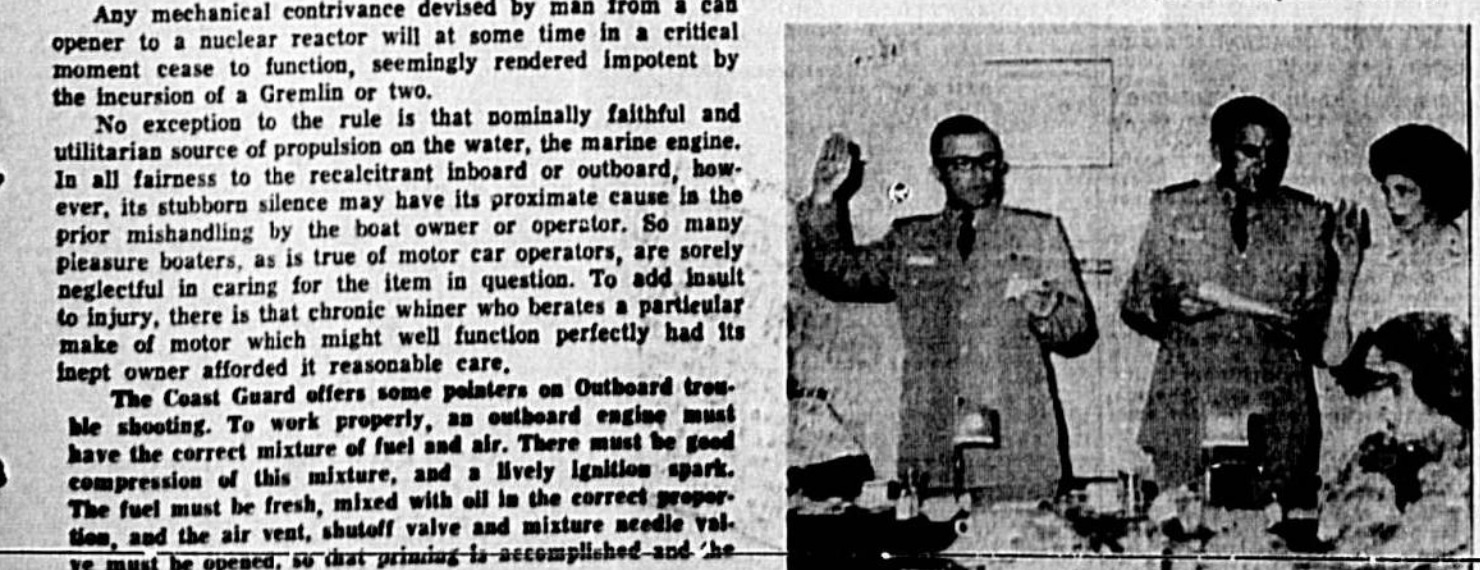 Any mechanical contrivance devised by man from a can
opener to a nuclear reactor will at some time in a critical
moment cease to function, seemingly rendered impotent by
the incursion of a Gremlin or two.
No exception to the rule is that nominally faithful and
utilitarian source of propulsion on the water, the marine engine.
In all fairness to the recalcitrant inboard or outboard, how-
ever, its stubborn silence may have its proximate cause in the
prior mishandling by the boat owner or operator. So many
pleasure boaters, as is true of motor car operators, are sorely
neglectful in caring for the item in question. To add insult
to injury, there is that chronic whiner who berates a particular
make of motor which might well function perfectly had its
inept owner afforded it reasonable care.
The Coast Guard offers some pointers on Outboard trou-
ble shooting. To work properly, an outboard engine must
have the correct mixture of fuel and air. There must be good
compression of this mixture, and a lively ignition spark.
The fuel must be fresh, mixed with oil in the correct propor-
tion, and the air vent, shutoff valve and mixture needle val-
ve must be opened, so that priming is accomplished and the